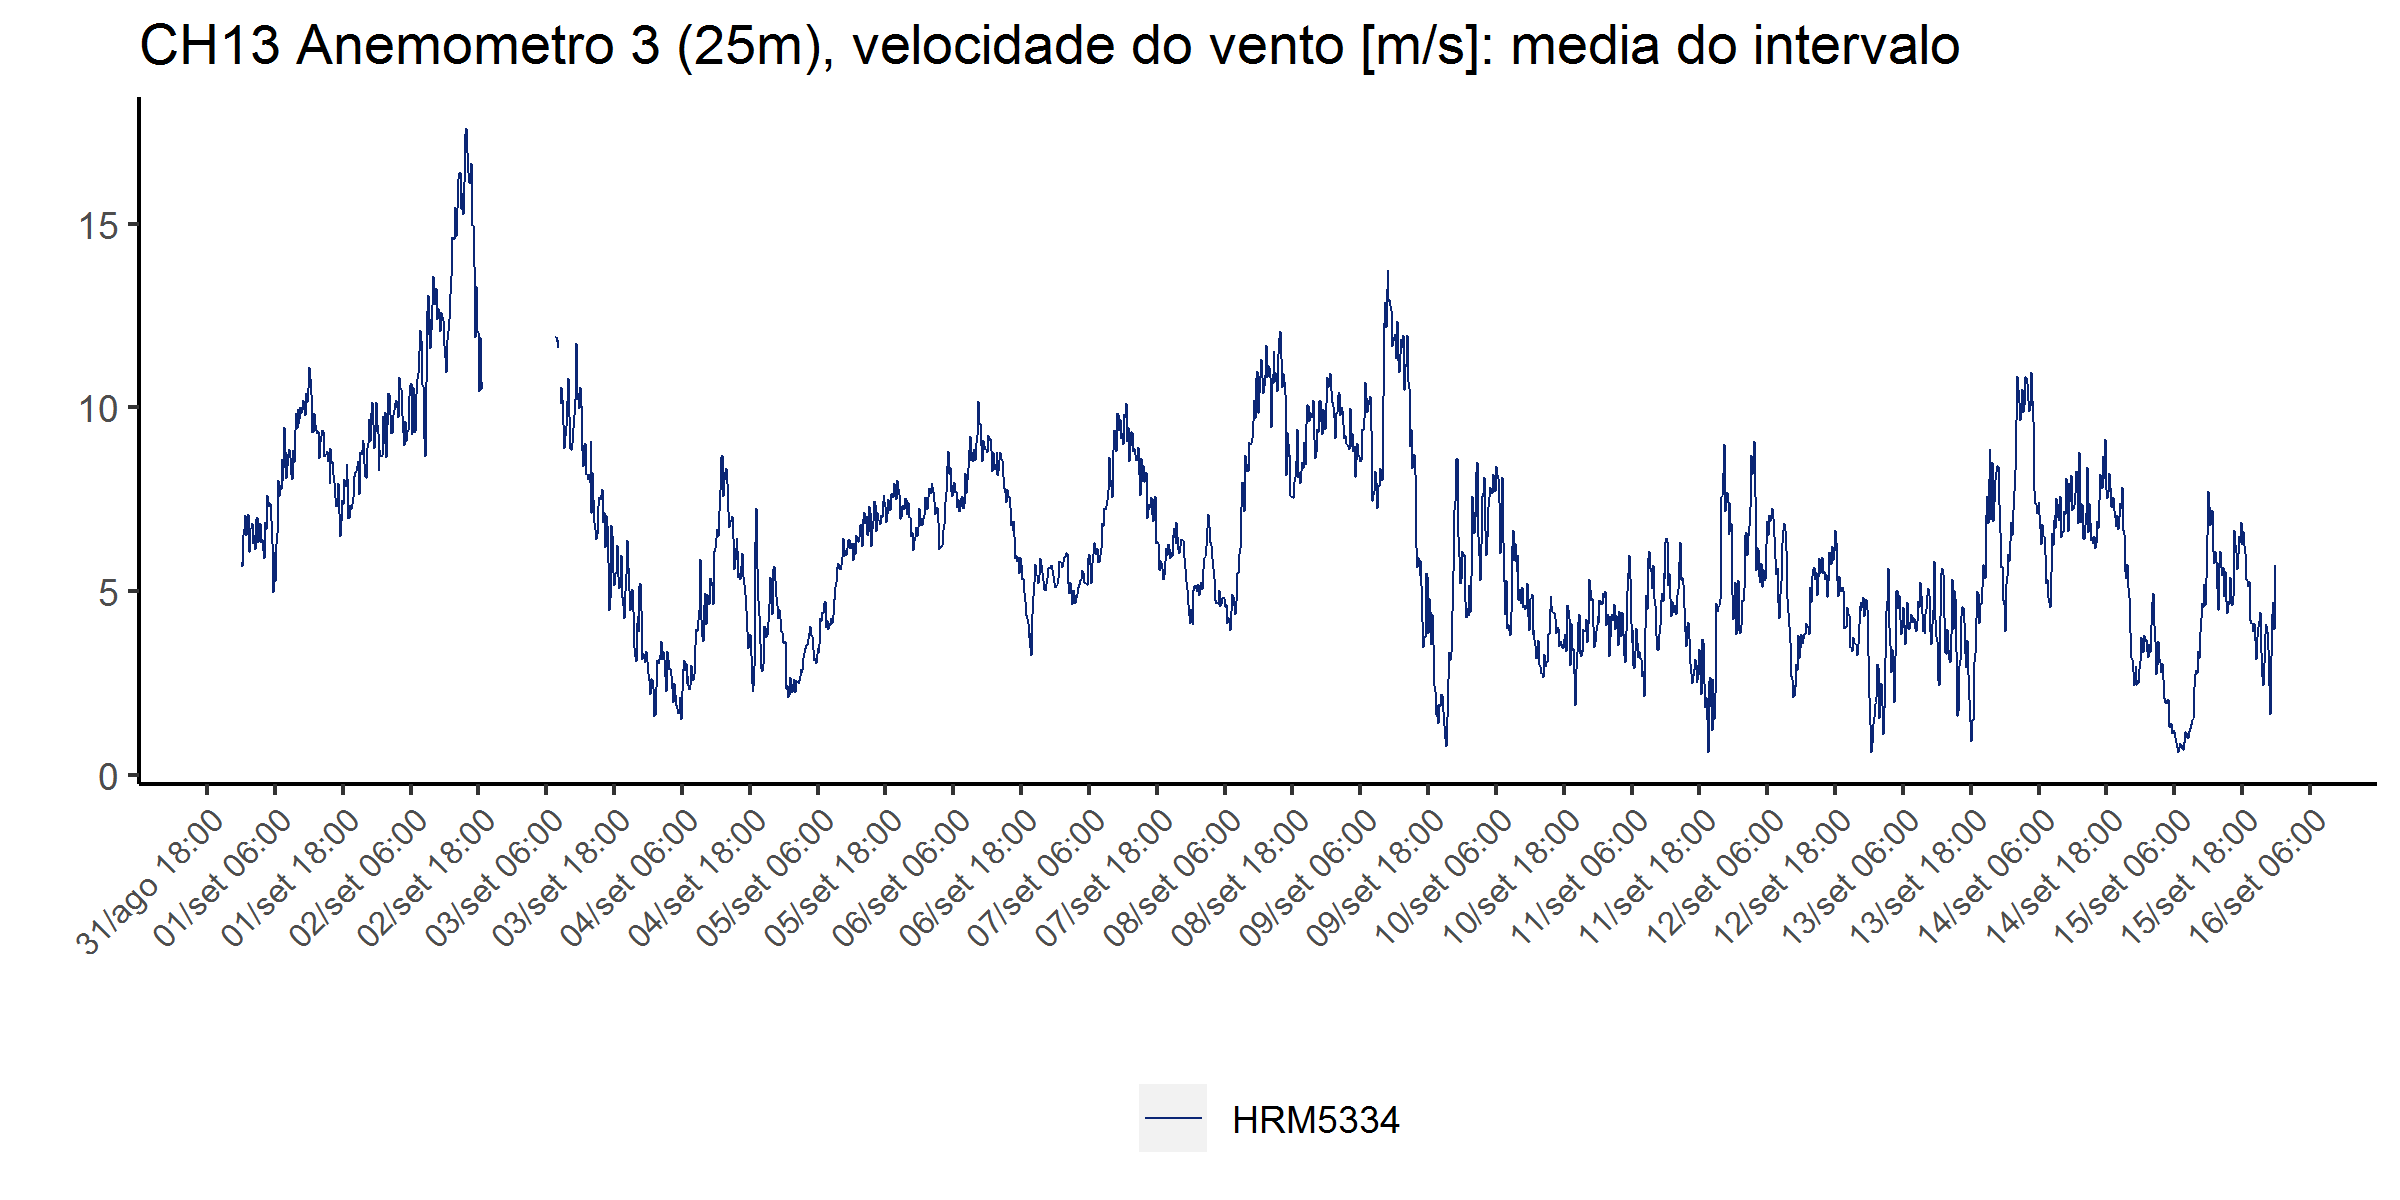 CH13 Anemometro 3 (25m), velocidade do vento [m/s]: media do intervalo
15
10
5
0
31/ago 18:00
01/set 06:00
01/set 18:00
02/set 06:00
02/set 18:00
03/set 06:00
03/set 18:00
04/set 06:00
04/set 18:00
05/set 06:00
05/set 18:00
06/set 06:00
06/set 18:00
07/set 06:00
07/set 18:00
08/set 06:00
08/set 18:00
09/set 06:00
09/set 18:00
10/set 06:00
10/set 18:00
11/set 06:00
11/set 18:00
12/set 06:00
12/set 18:00
13/set 06:00
13/set 18:00
14/set 06:00
14/set 18:00
15/set 06:00
15/set 18:00
16/set 06:00
HRM5334